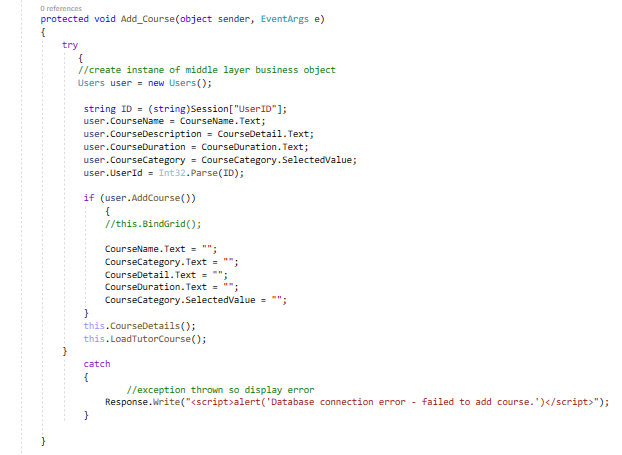 0 references
protected void Add_Course(object sender, EventArgs e)
{
try
{
//create instane of middle layer business object
Users user = new Users();
string ID = (string)Session["UserID"];
user.CourseName = CourseName.Text;
user.CourseDescription = CourseDetail.Text;
user.CourseDuration = CourseDuration.Text;
user.CourseCategory = CourseCategory.SelectedValue;
user.UserId = Int32.Parse(ID);
if (user.AddCourse())
{
//this.BindGrid();
CourseName.Text = "";
CourseCategory.Text = "";
CourseDetail.Text = "";
CourseDuration.Text = "";
CourseCategory.SelectedValue = "";
}
this.CourseDetails();
this.LoadTutorCourse();
}
catch
{
//exception thrown so display error
Response.Write("<script>alert('Database connection error - failed to add course.')</script>");
}
}